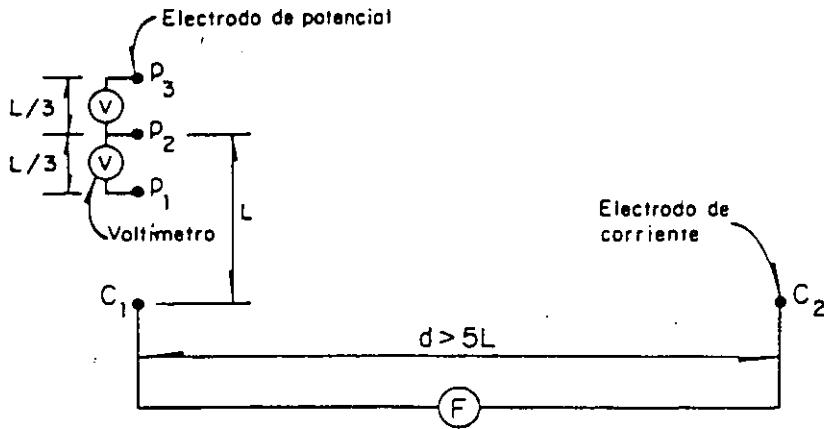 Electrodo de potencial
P3
L/3
V
P2
L/3
V
P1
L
Voltímetro
Electrodo de
corriente
C1
C2
d > 5L
F